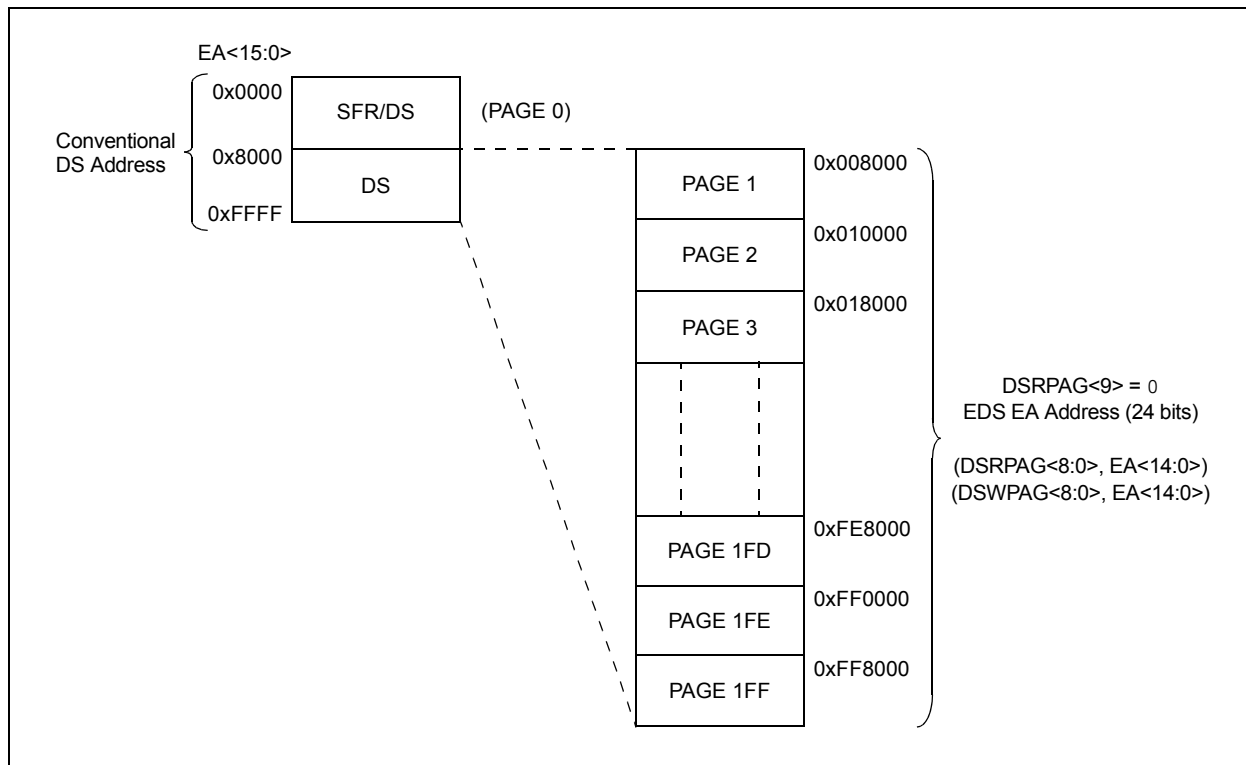 EA<15:0>
0x0000
SFR/DS
(PAGE 0)
Conventional
DS Address
0x8000
DS
0xFFFF
PAGE 1
0x008000
PAGE 2
0x010000
PAGE 3
0x018000
DSRPAG<9> = 0
EDS EA Address (24 bits)
(DSRPAG<8:0>, EA<14:0>)
(DSWPAG<8:0>, EA<14:0>)
PAGE 1FD
0xFE8000
PAGE 1FE
0xFF0000
PAGE 1FF
0xFF8000